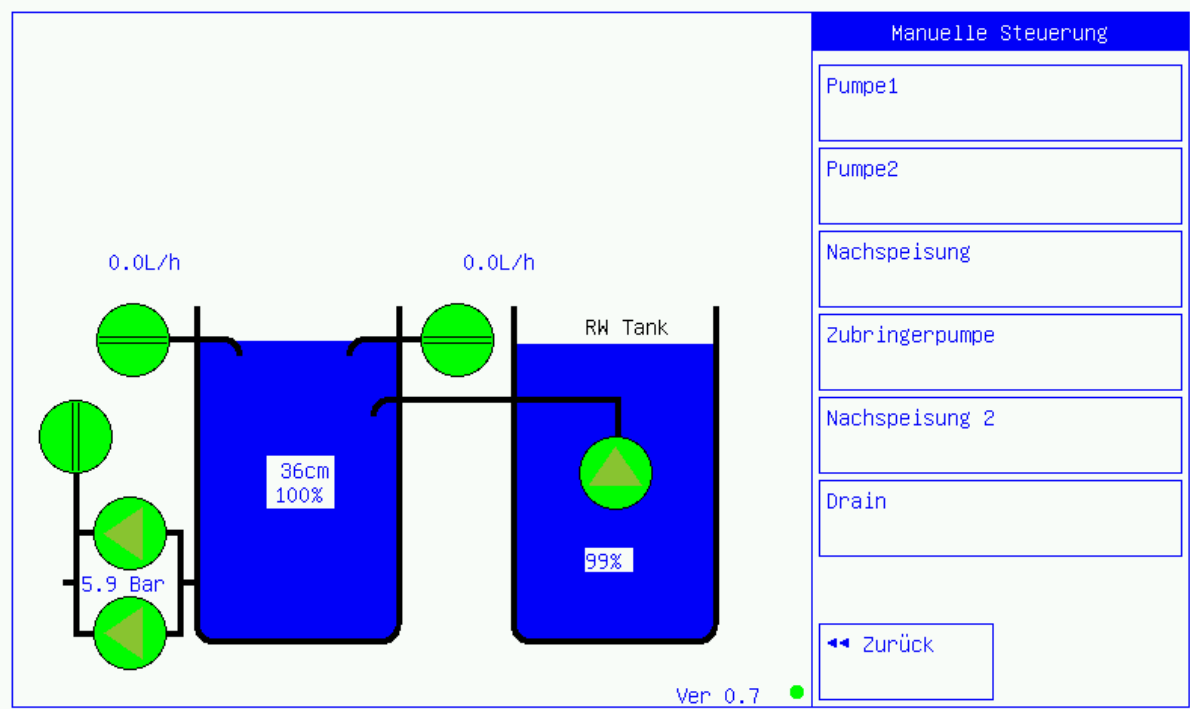 Manuelle Steuerung
Pumpe1
Pumpe2
Nachspeisung
Zubringerpumpe
Nachspeisung 2
Drain
◄◄ Zurück
0.0L/h
0.0L/h
RW Tank
36cm
100%
99%
5.9 Bar
Ver 0.7